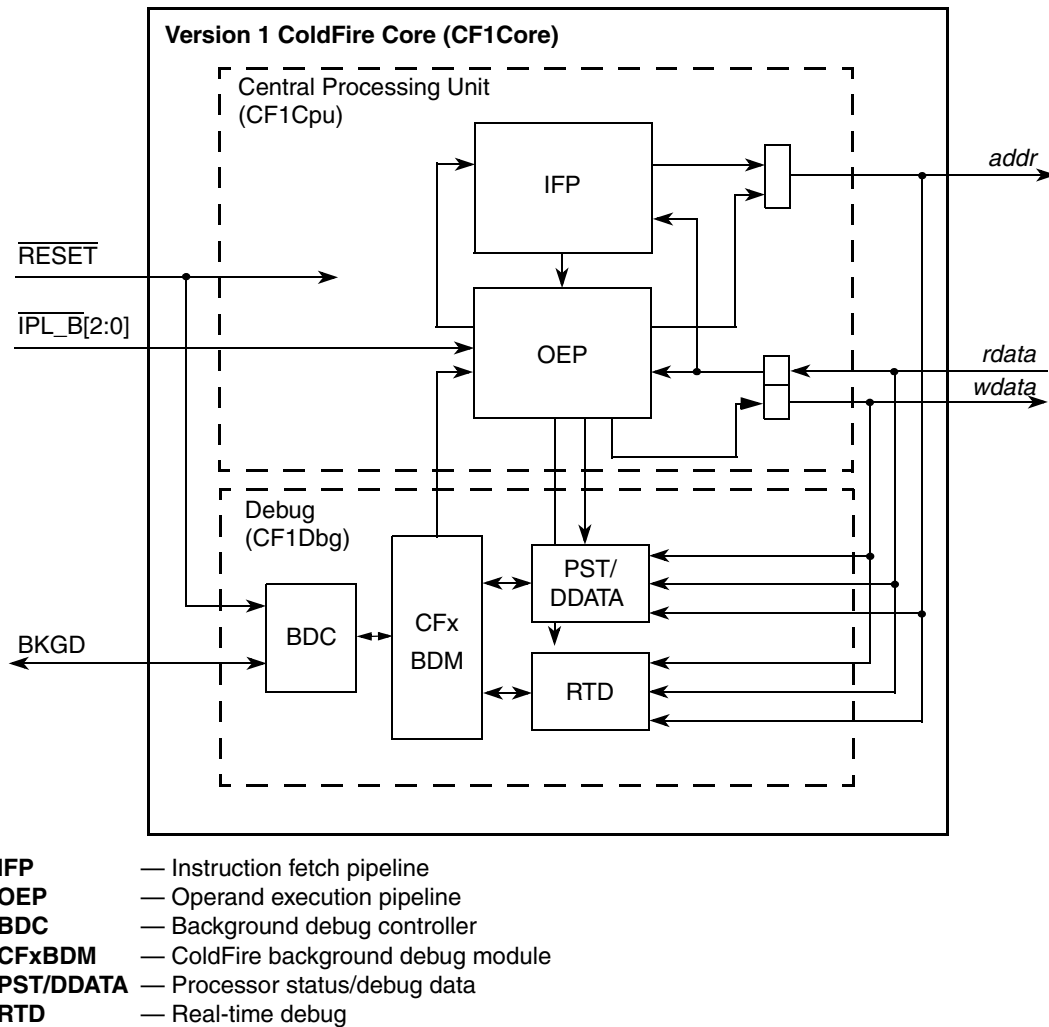 Version 1 ColdFire Core (CF1Core)
Central Processing Unit
(CF1Cpu)
IFP
addr
RESET
IPL_B[2:0]
OEP
rdata
wdata
Debug
(CF1Dbg)
PST/
DDATA
BDC
CFx
BDM
BKGD
RTD
IFP — Instruction fetch pipeline
OEP — Operand execution pipeline
BDC — Background debug controller
CFxBDM — ColdFire background debug module
PST/DDATA — Processor status/debug data
RTD — Real-time debug